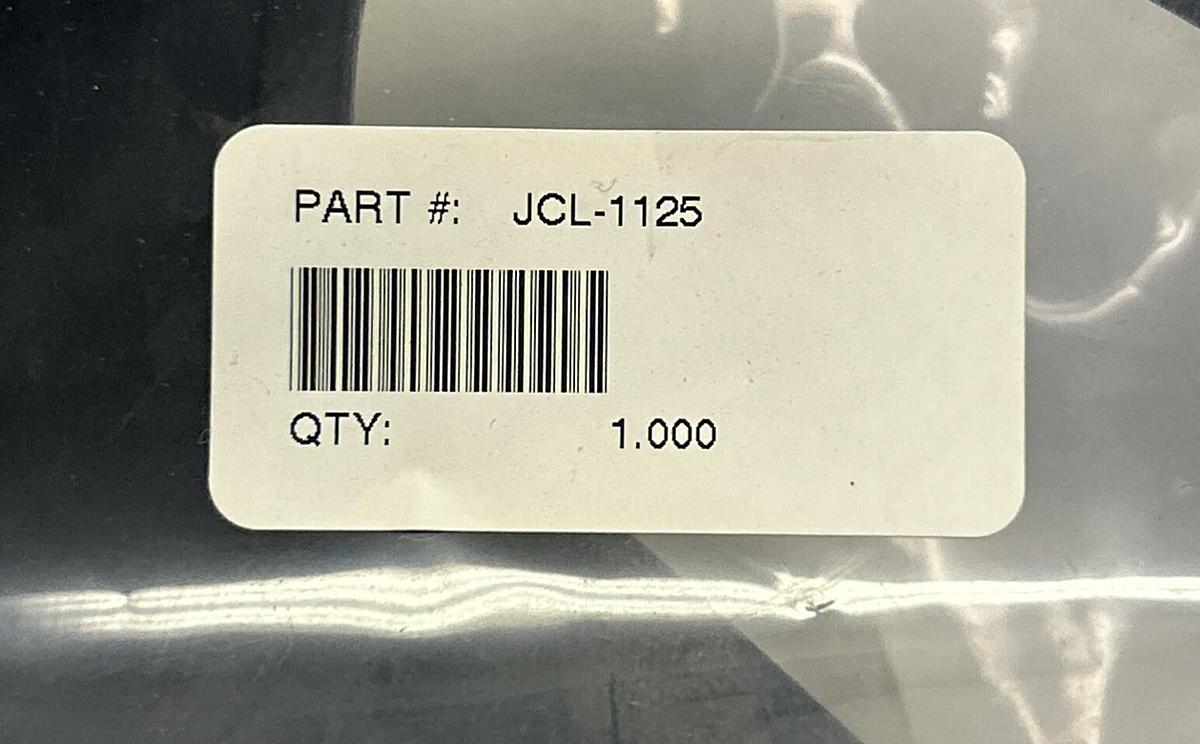 PART #: JCL-1125
QTY: 1.000